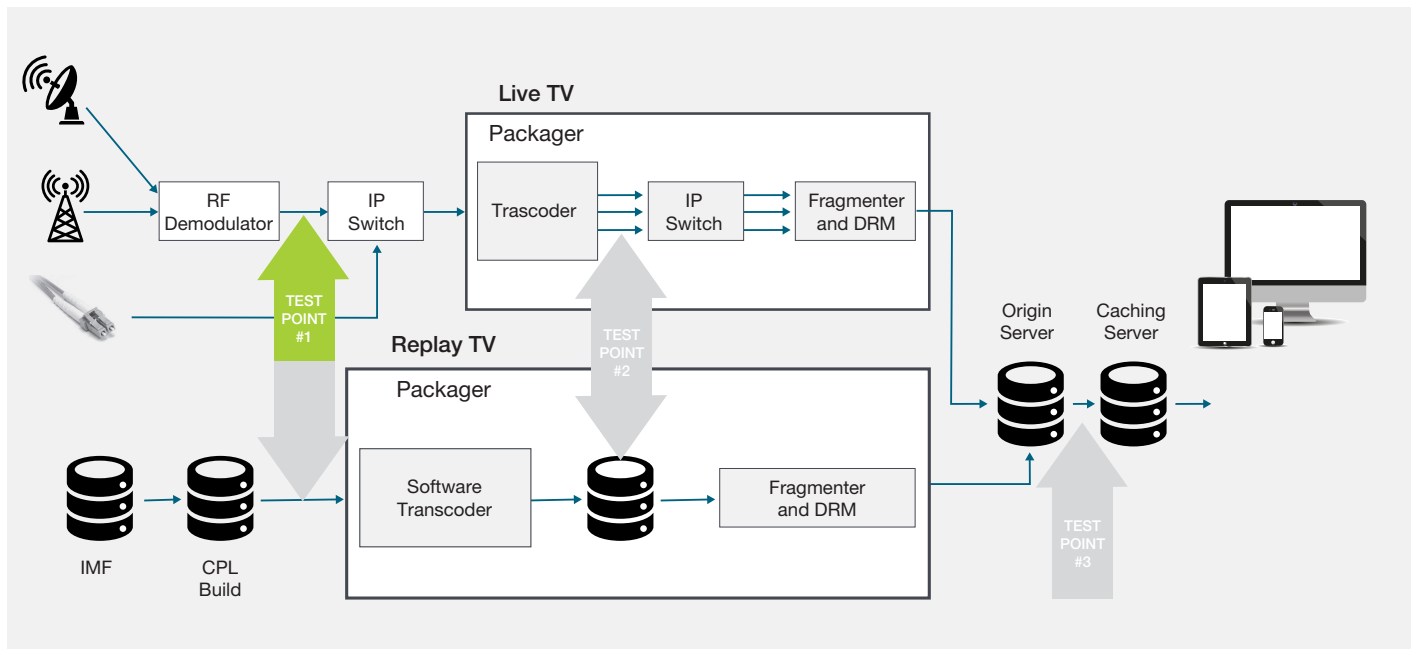 Live TV
Packager
RF
Demodulator
IP
Switch
Trascoder
IP
Switch
Fragmenter
and DRM
TEST
POINT
#1
TEST
POINT
#2
Origin
Server
Caching
Server
Replay TV
Packager
Software
Transcoder
Fragmenter
and DRM
TEST
POINT
#3
IMF
CPL
Build